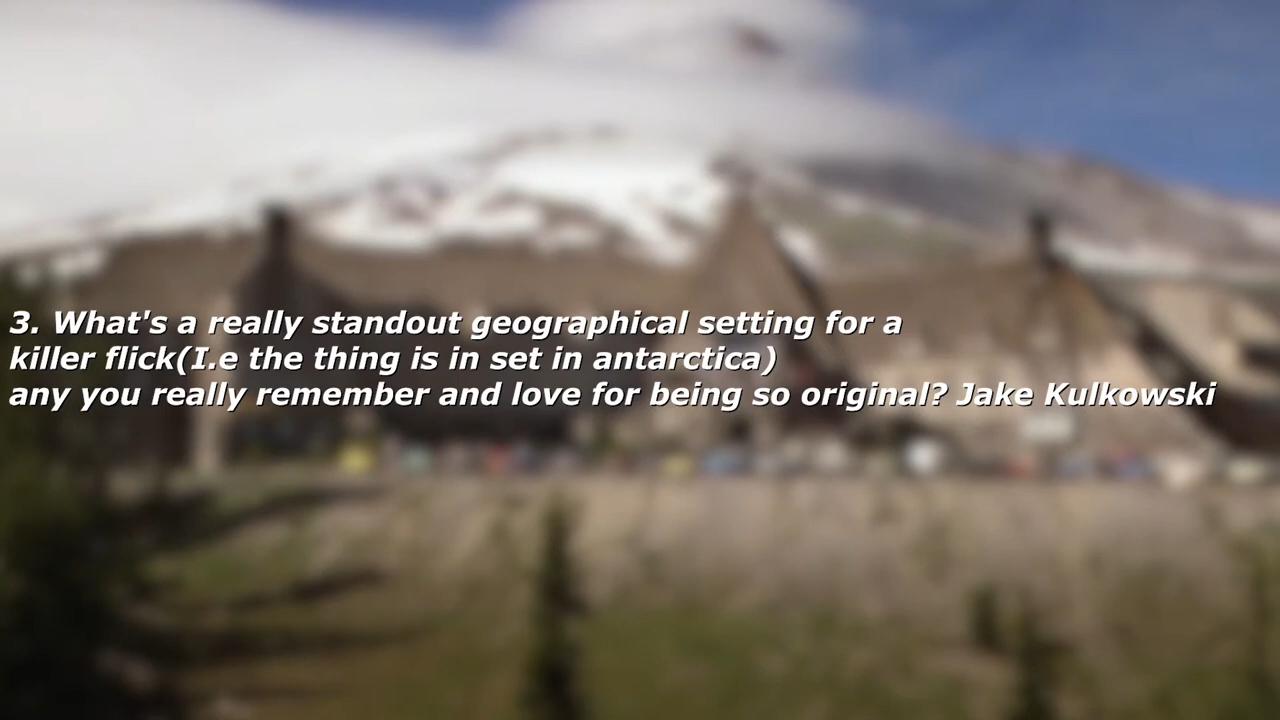 3. What's a really standout geographical setting for a
killer flick(I.e the thing is in set in antarctica)
any you really remember and love for being so original? Jake Kulkowski